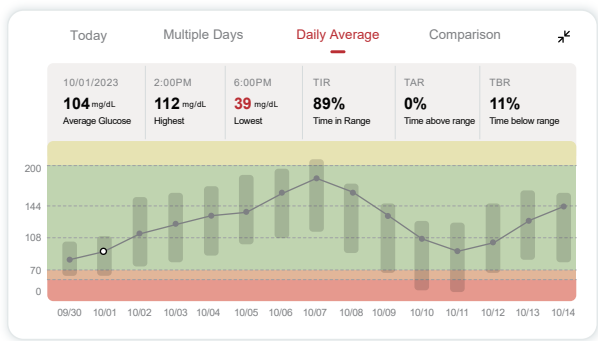 Today Multiple Days Daily Average Comparison
10/01/2023 2:00PM 6:00PM TIR TAR TBR
104 mg/dL 112 mg/dL 39 mg/dL 89% 0% 11%
Average Glucose Highest Lowest Time in Range Time above range Time below range
200
144
108
70
0
09/30 10/01 10/02 10/03 10/04 10/05 10/06 10/07 10/08 10/09 10/10 10/11 10/12 10/13 10/14